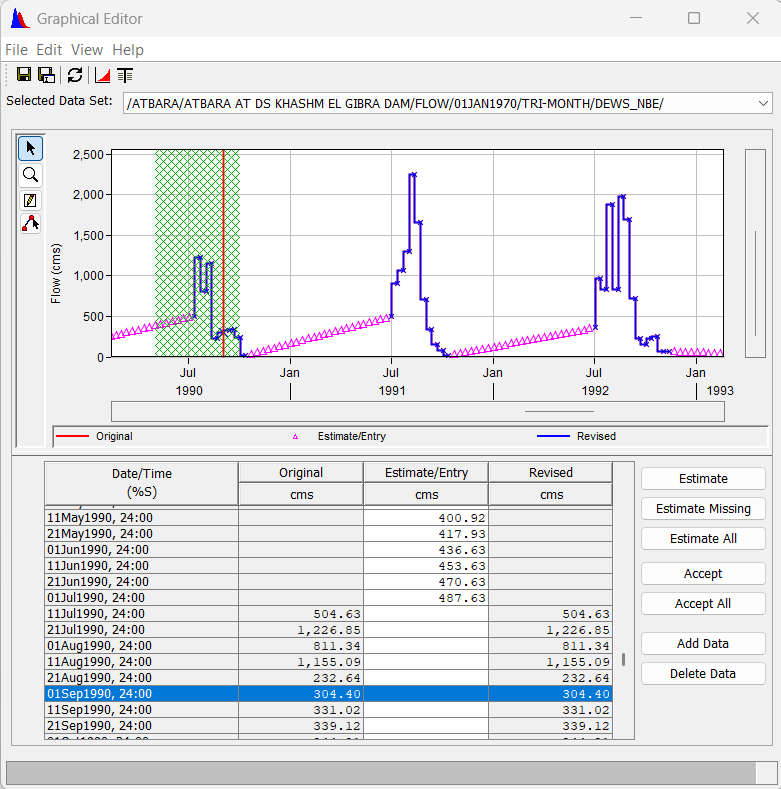 Graphical Editor
File Edit View Help
Selected Data Set: /ATBARA/ATBARA AT DS KHASHM EL GIBRA DAM/FLOW/01JAN1970/TRI-MONTH/DEWS_NBE/
Flow (cms)
2,500
2,000
1,500
1,000
500
0
Jul Jan Jul Jan Jul Jan
1990 1991 1992 1993
Original Estimate/Entry Revised
Date/Time (%S) Original Estimate/Entry Revised
cms cms cms
11May1990, 24:00 400.92
21May1990, 24:00 417.93
01Jun1990, 24:00 436.63
11Jun1990, 24:00 453.63
21Jun1990, 24:00 470.63
01Jul1990, 24:00 487.63
11Jul1990, 24:00 504.63 504.63
21Jul1990, 24:00 1,226.85 1,226.85
01Aug1990, 24:00 811.34 811.34
11Aug1990, 24:00 1,155.09 1,155.09
21Aug1990, 24:00 232.64 232.64
01Sep1990, 24:00 304.40 304.40
11Sep1990, 24:00 331.02 331.02
21Sep1990, 24:00 339.12 339.12
Estimate
Estimate Missing
Estimate All
Accept
Accept All
Add Data
Delete Data